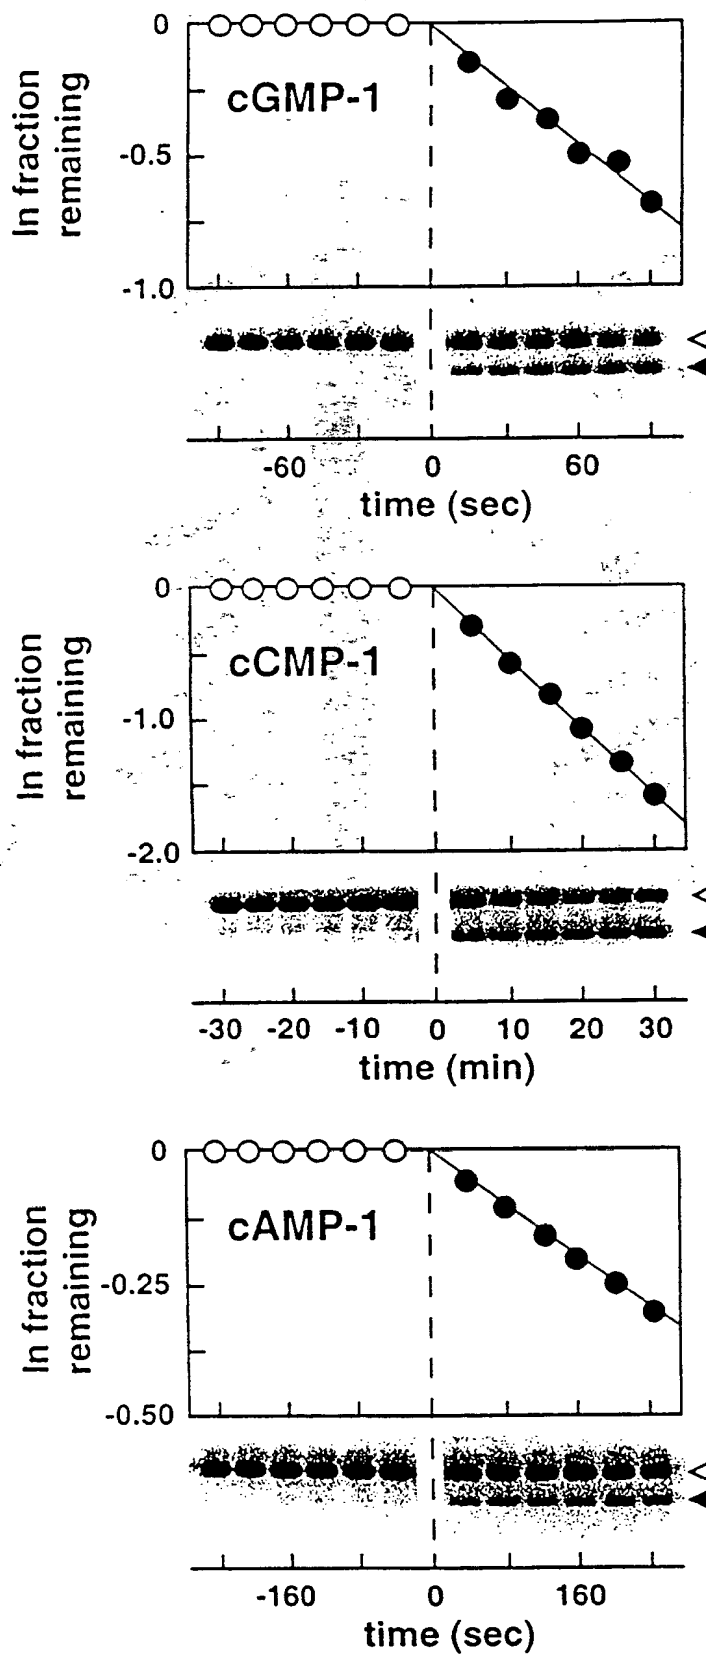 0
cGMP-1
-0.5
-1.0
ln fraction
remaining
-60 0 60
time (sec)
0
cCMP-1
-1.0
-2.0
ln fraction
remaining
-30 -20 -10 0 10 20 30
time (min)
0
cAMP-1
-0.25
-0.50
ln fraction
remaining
-160 0 160
time (sec)